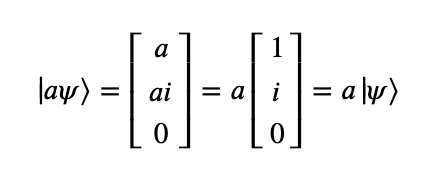 |aψ⟩ = [ a ai 0 ] = a [ 1 i 0 ] = a |ψ⟩